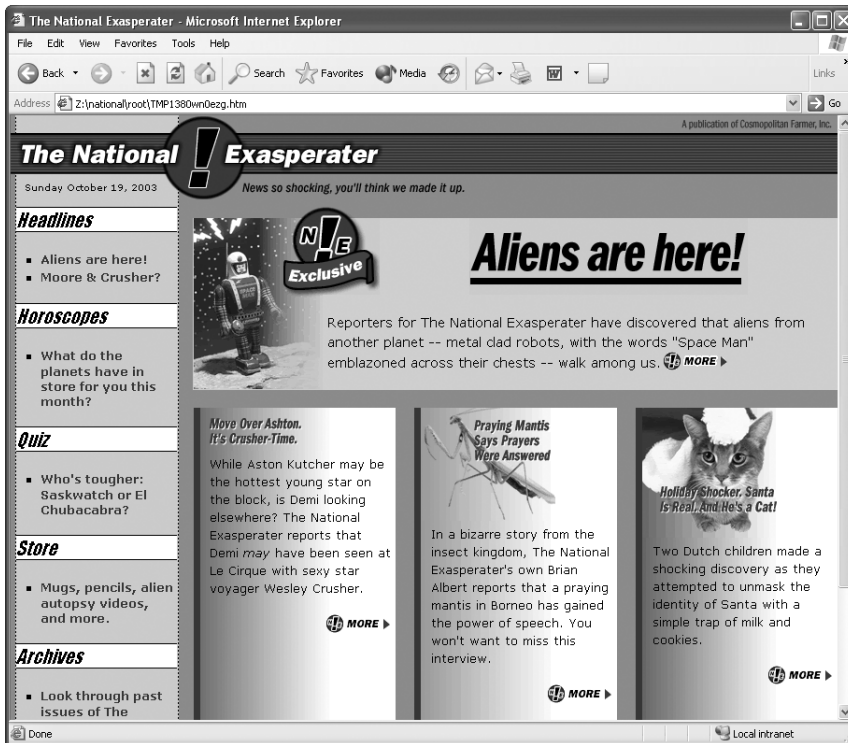 The National Exasperater - Microsoft Internet Explorer
File Edit View Favorites Tools Help
Back Search Favorites Media Links
Address Z:\national\root\TMP1380wn0ezg.htm Go
A publication of Cosmopolitan Farmer, Inc.
The National ! Exasperater
Sunday October 19, 2003
News so shocking, you'll think we made it up.
Headlines
Aliens are here!
Moore & Crusher?
Horoscopes
What do the
planets have in
store for you this
month?
Quiz
Who's tougher:
Saskwatch or El
Chubacabra?
Store
Mugs, pencils, alien
autopsy videos,
and more.
Archives
Look through past
issues of The
N ! E
Exclusive
SPACE
MAN
Aliens are here!
Reporters for The National Exasperater have discovered that aliens from
another planet -- metal clad robots, with the words "Space Man"
emblazoned across their chests -- walk among us. MORE
Move Over Ashton.
It's Crusher-Time.
While Aston Kutcher may be
the hottest young star on
the block, is Demi looking
elsewhere? The National
Exasperater reports that
Demi may have been seen at
Le Cirque with sexy star
voyager Wesley Crusher.
MORE
Praying Mantis
Says Prayers
Were Answered
In a bizarre story from the
insect kingdom, The National
Exasperater's own Brian
Albert reports that a praying
mantis in Borneo has gained
the power of speech. You
won't want to miss this
interview.
MORE
Holiday Shocker, Santa
Is Real, And He's a Cat!
Two Dutch children made a
shocking discovery as they
attempted to unmask the
identity of Santa with a
simple trap of milk and
cookies.
MORE
Done Local intranet